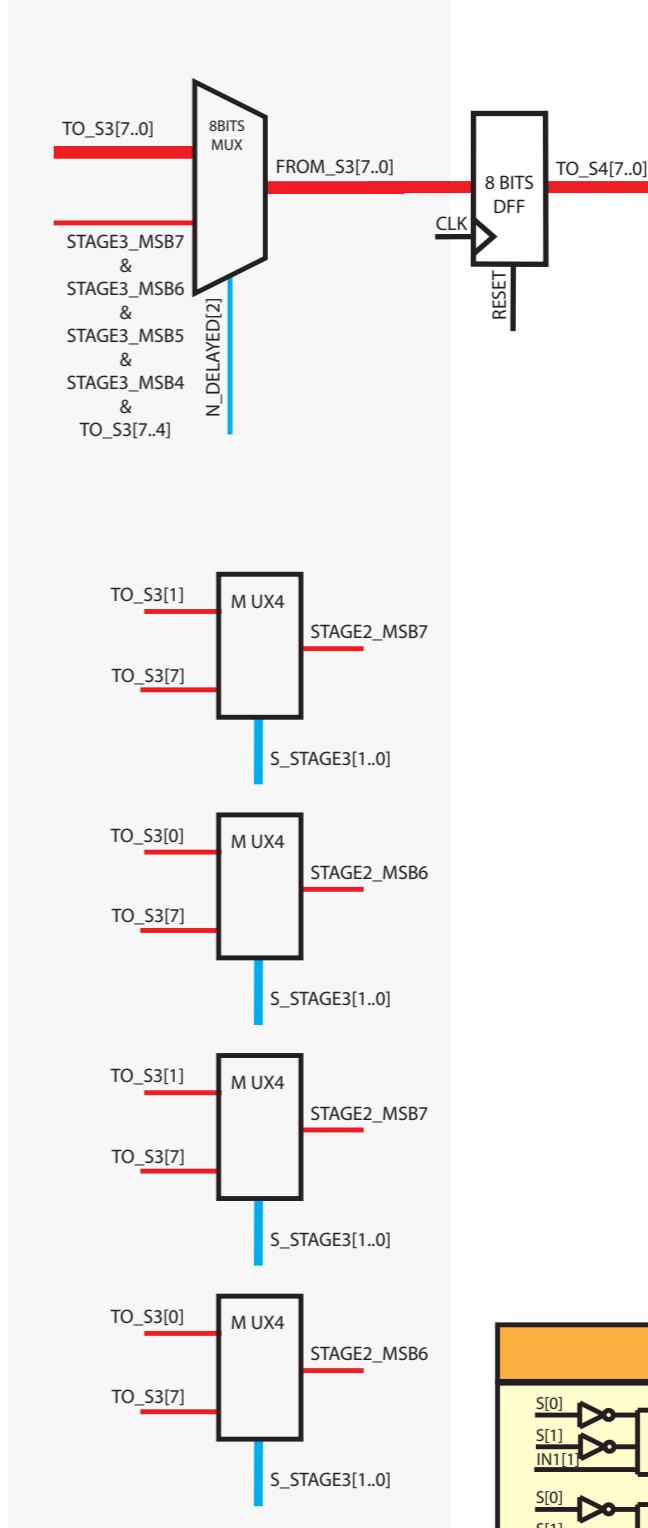 TO_S3[7..0]
8BITS
MUX
FROM_S3[7..0]
8 BITS
DFF
TO_S4[7..0]
CLK
RESET
STAGE3_MSB7
&
STAGE3_MSB6
&
STAGE3_MSB5
&
STAGE3_MSB4
&
TO_S3[7..4]
N_DELAYED[2]
TO_S3[1]
M UX4
STAGE2_MSB7
TO_S3[7]
S_STAGE3[1..0]
TO_S3[0]
M UX4
STAGE2_MSB6
TO_S3[7]
S_STAGE3[1..0]
TO_S3[1]
M UX4
STAGE2_MSB7
TO_S3[7]
S_STAGE3[1..0]
TO_S3[0]
M UX4
STAGE2_MSB6
TO_S3[7]
S_STAGE3[1..0]
S[0]
S[1]
IN1[1]
S[0]
S[1]